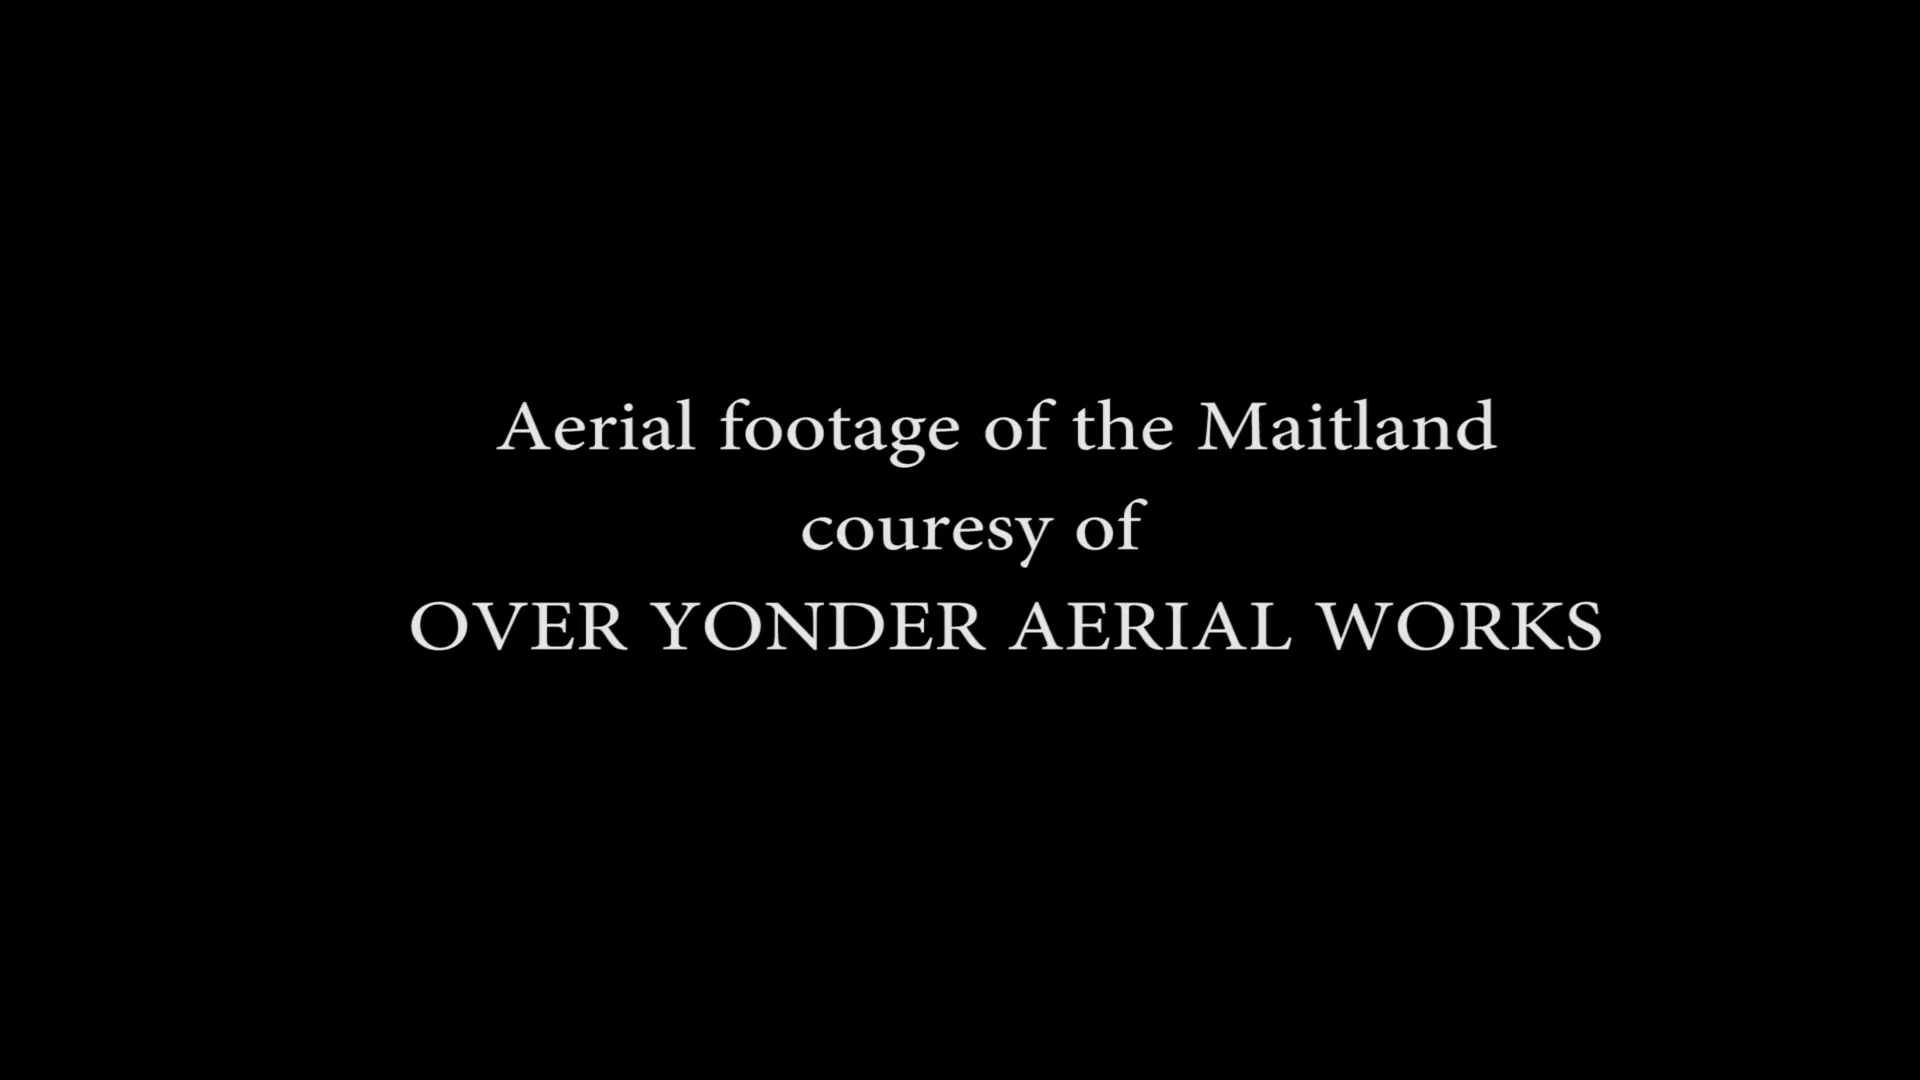 Aerial footage of the Maitland
couresy of
OVER YONDER AERIAL WORKS